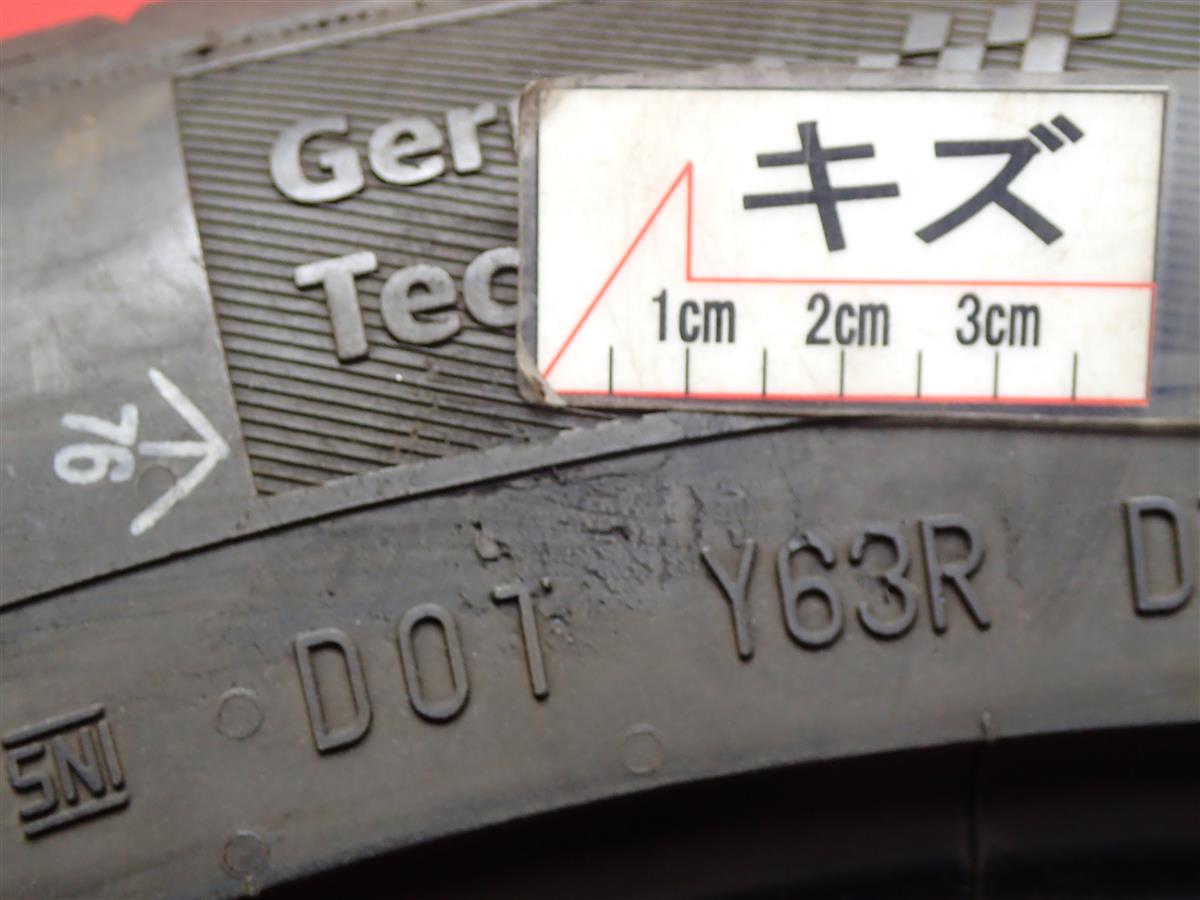 Ger
Tec
キズ
1cm 2cm 3cm
76
DOT Y63R D
SNI